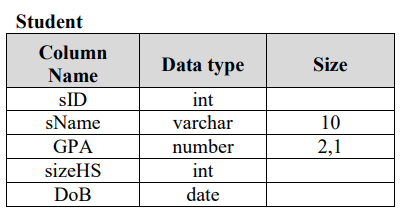 Student
Column Name Data type Size
sID int
sName varchar 10
GPA number 2,1
sizeHS int
DoB date